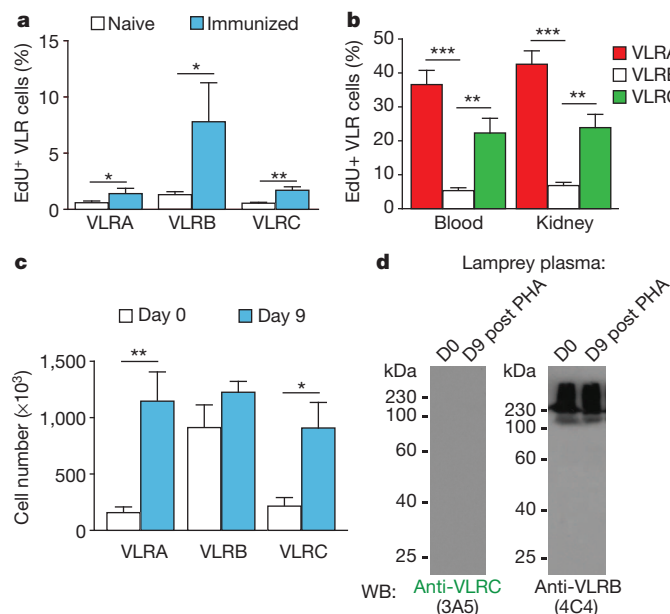 a
Naive
Immunized
EdU+ VLR cells (%)
15
10
5
0
*
*
**
VLRA
VLRB
VLRC
b
EdU+ VLR cells (%)
50
40
30
20
10
0
***
**
***
**
Blood
Kidney
VLRA
VLRB
VLRC
c
Day 0
Day 9
Cell number (×10³)
1,500
1,000
500
0
**
*
VLRA
VLRB
VLRC
d
Lamprey plasma:
D0
D9 post PHA
kDa
230
100
60
40
25
D0
D9 post PHA
kDa
230
100
60
40
25
WB:
Anti-VLRC
(3A5)
Anti-VLRB
(4C4)